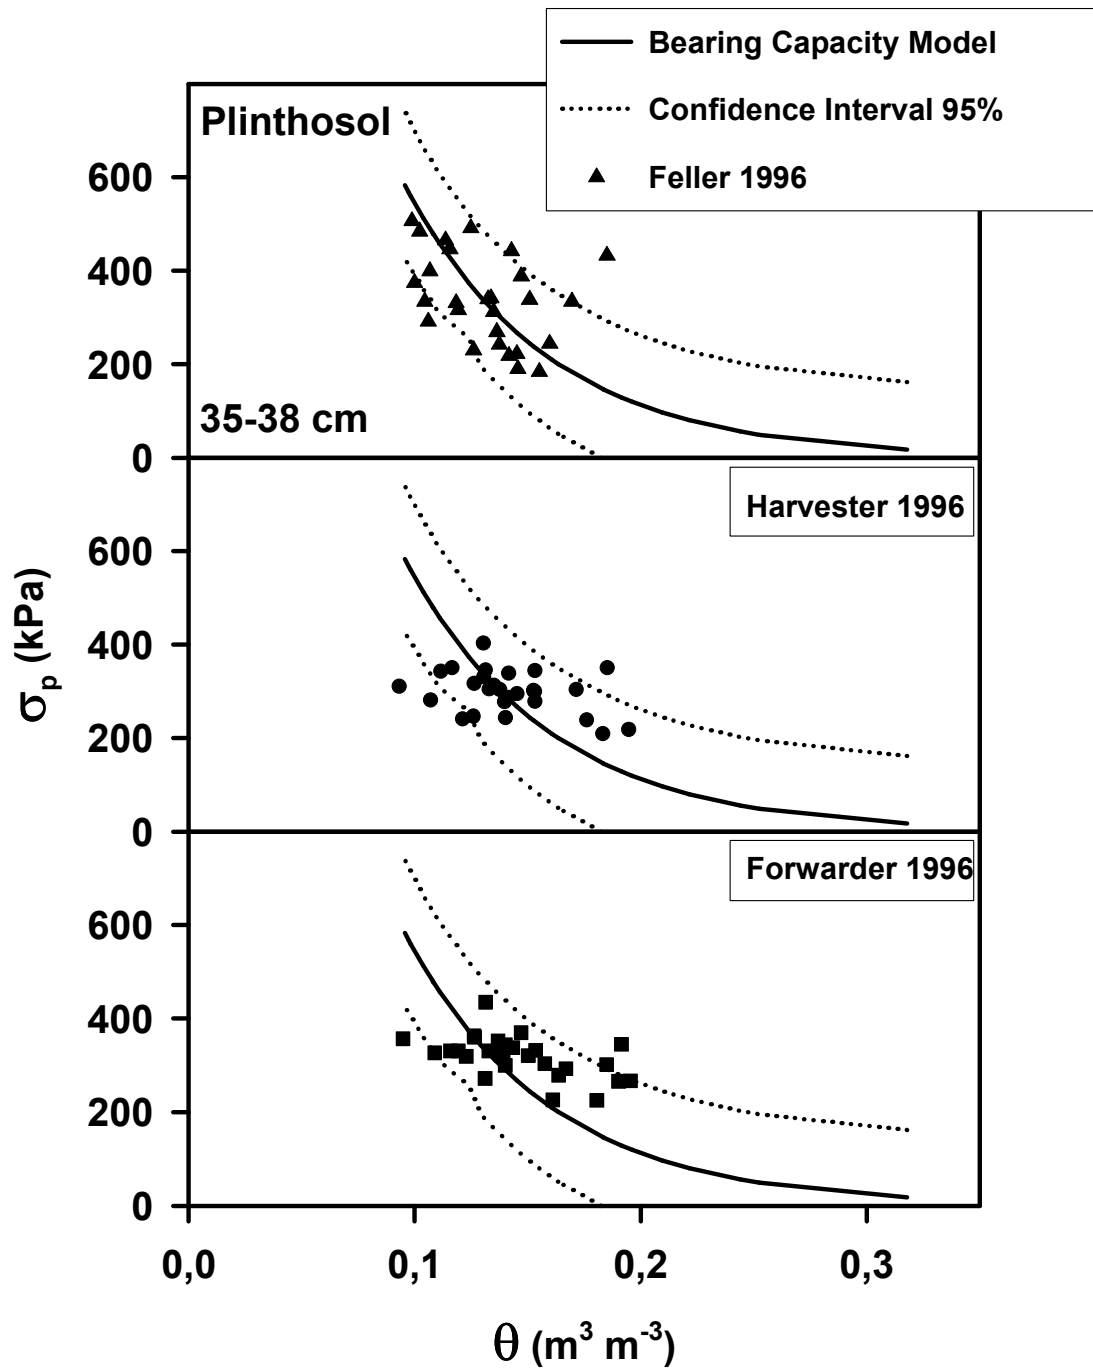 Bearing Capacity Model
Confidence Interval 95%
Feller 1996
Plinthosol
600
400
200
0
35-38 cm
Harvester 1996
600
400
200
0
σp (kPa)
Forwarder 1996
600
400
200
0
0,0 0,1 0,2 0,3
θ (m³ m⁻³)